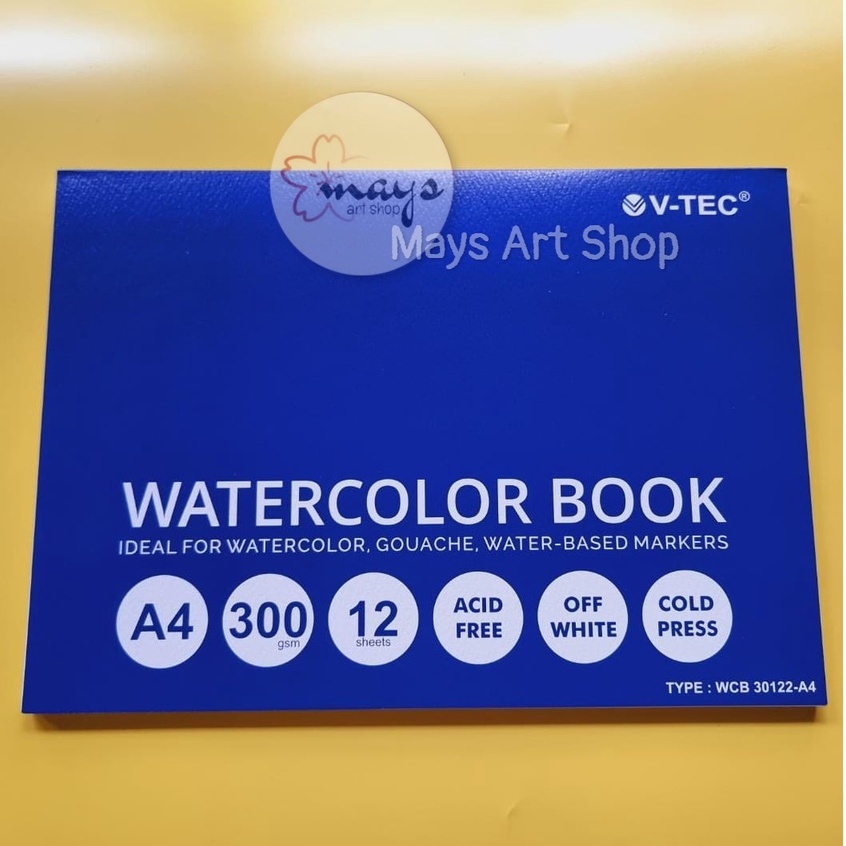 mays
art shop
V-TEC®
Mays Art Shop
WATERCOLOR BOOK
IDEAL FOR WATERCOLOR, GOUACHE, WATER-BASED MARKERS
A4
300
gsm
12
sheets
ACID
FREE
OFF
WHITE
COLD
PRESS
TYPE : WCB 30122-A4